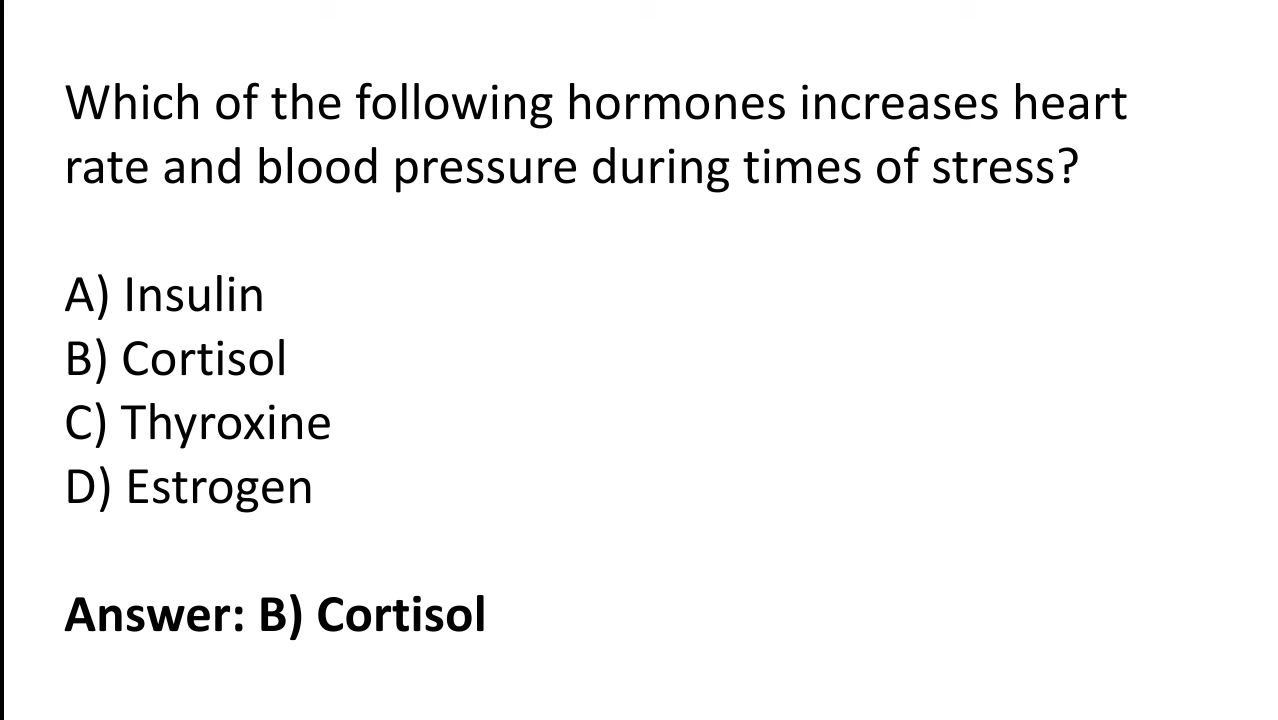 Which of the following hormones increases heart
rate and blood pressure during times of stress?
A) Insulin
B) Cortisol
C) Thyroxine
D) Estrogen
Answer: B) Cortisol